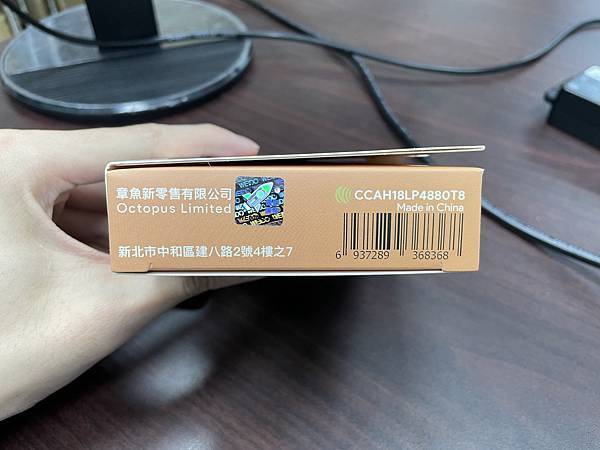 章魚新零售有限公司
Octopus Limited
新北市中和區建八路2號4樓之7
CCAH18LP4880T8
Made in China
6 937289 368368